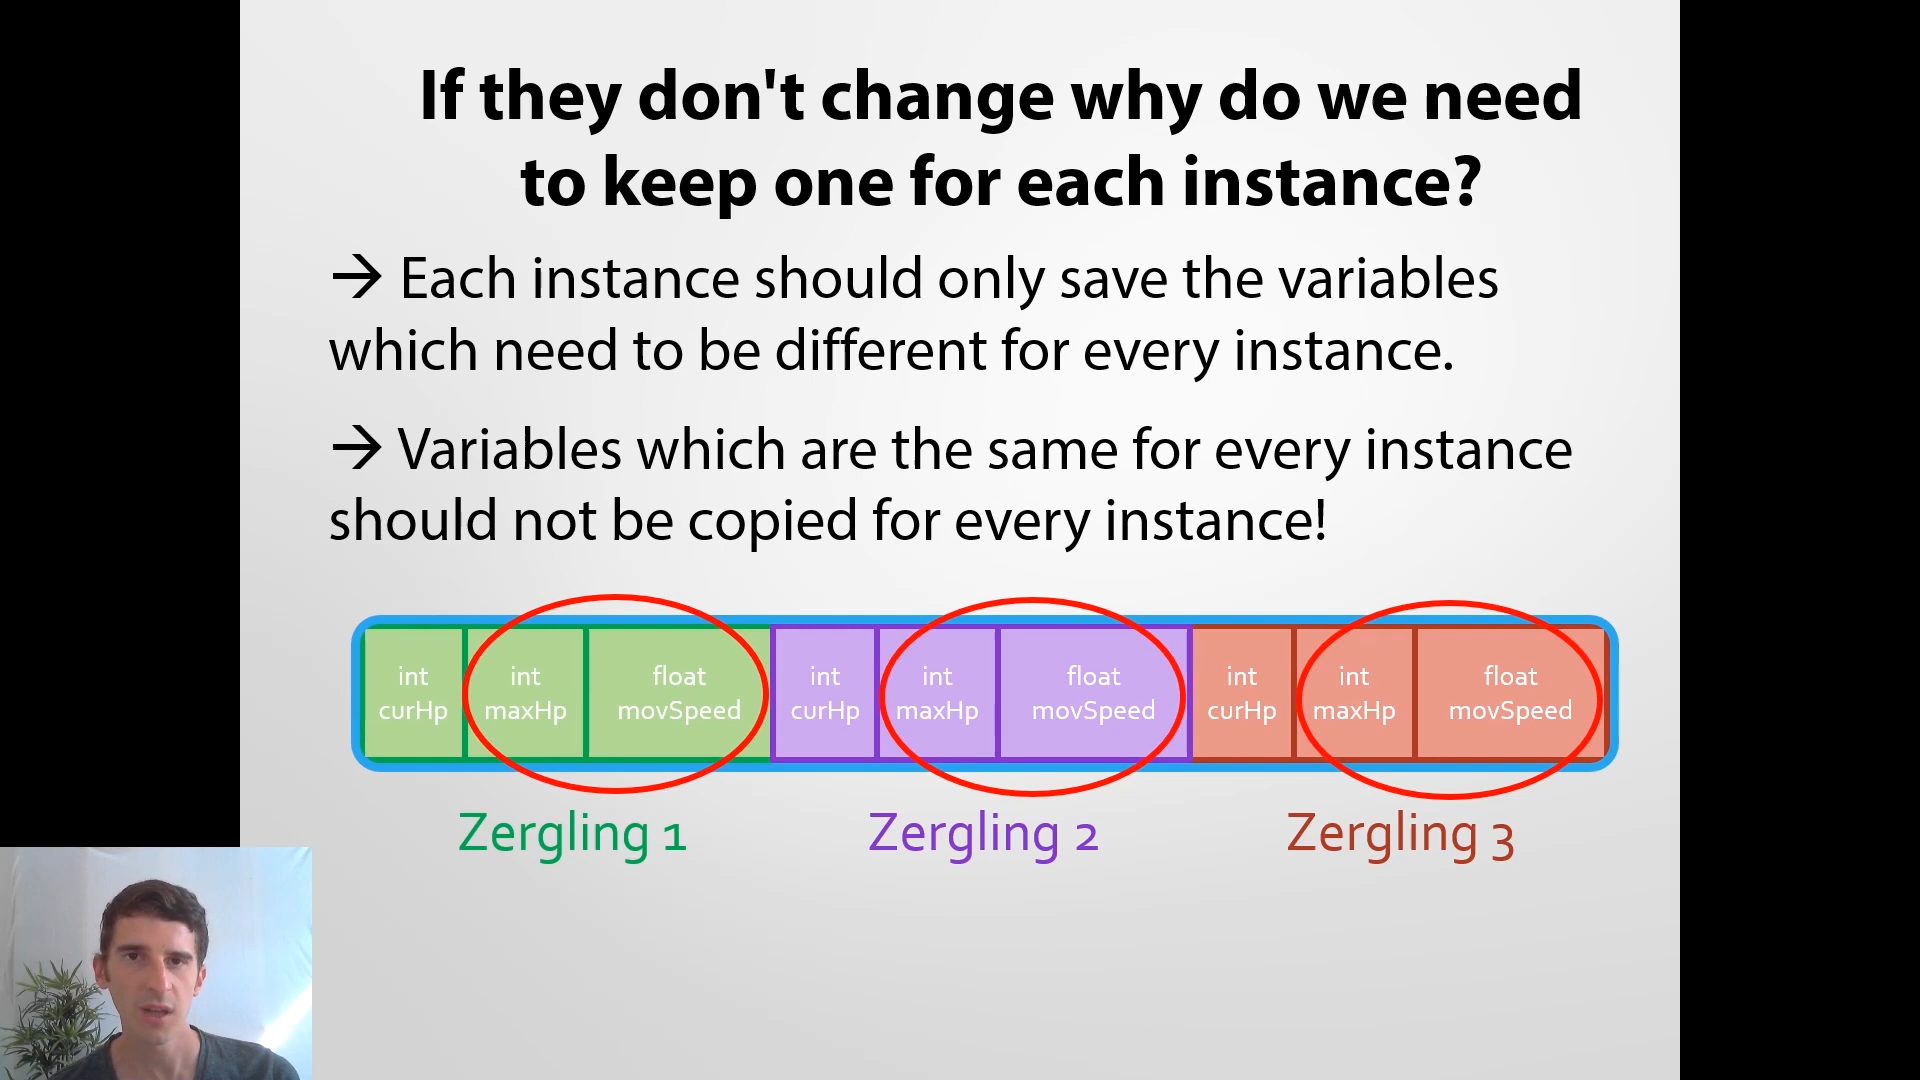 If they don't change why do we need
to keep one for each instance?
→ Each instance should only save the variables
which need to be different for every instance.
→ Variables which are the same for every instance
should not be copied for every instance!
int int float int int float int int float
curHp maxHp movSpeed curHp maxHp movSpeed curHp maxHp movSpeed
Zergling 1 Zergling 2 Zergling 3